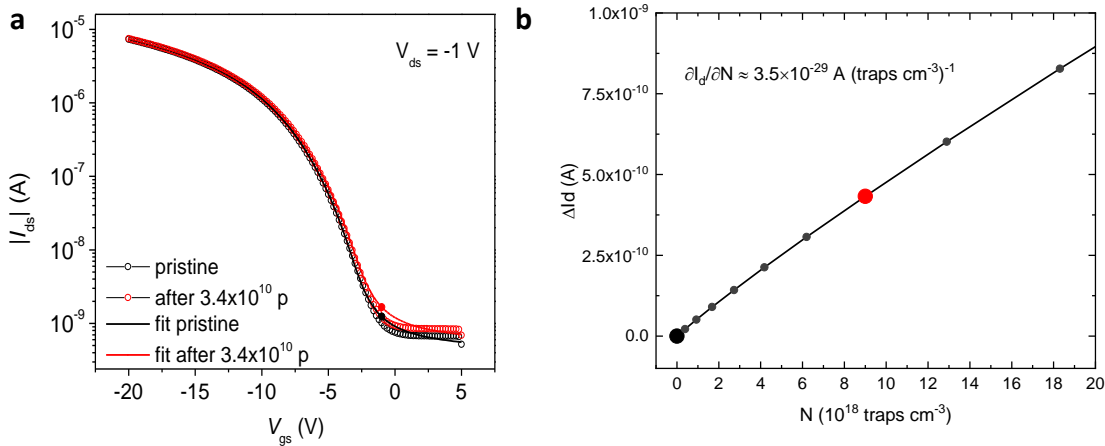 a
V_ds = -1 V
10⁻⁵
10⁻⁶
10⁻⁷
10⁻⁸
10⁻⁹
|I_ds| (A)
pristine
after 3.4x10¹⁰ p
fit pristine
fit after 3.4x10¹⁰ p
-20 -15 -10 -5 0 5
V_gs (V)
b
1.0x10⁻⁹
7.5x10⁻¹⁰
5.0x10⁻¹⁰
2.5x10⁻¹⁰
0.0
ΔId (A)
∂I_d/∂N ≈ 3.5×10⁻²⁹ A (traps cm⁻³)⁻¹
0 2 4 6 8 10 12 14 16 18 20
N (10¹⁸ traps cm⁻³)